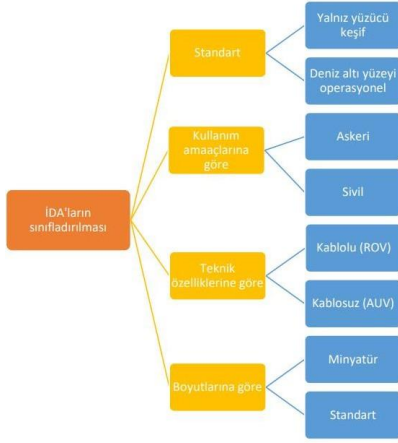 Yalnız yüzücü
keşif
Standart
Deniz altı yüzeyi
operasyonel
Kullanım
amaaçlarına
göre
Askeri
Sivil
İDA'ların
sınıfladırılması
Teknik
özelliklerine göre
Kablolu (ROV)
Kablosuz (AUV)
Boyutlarına göre
Minyatür
Standart